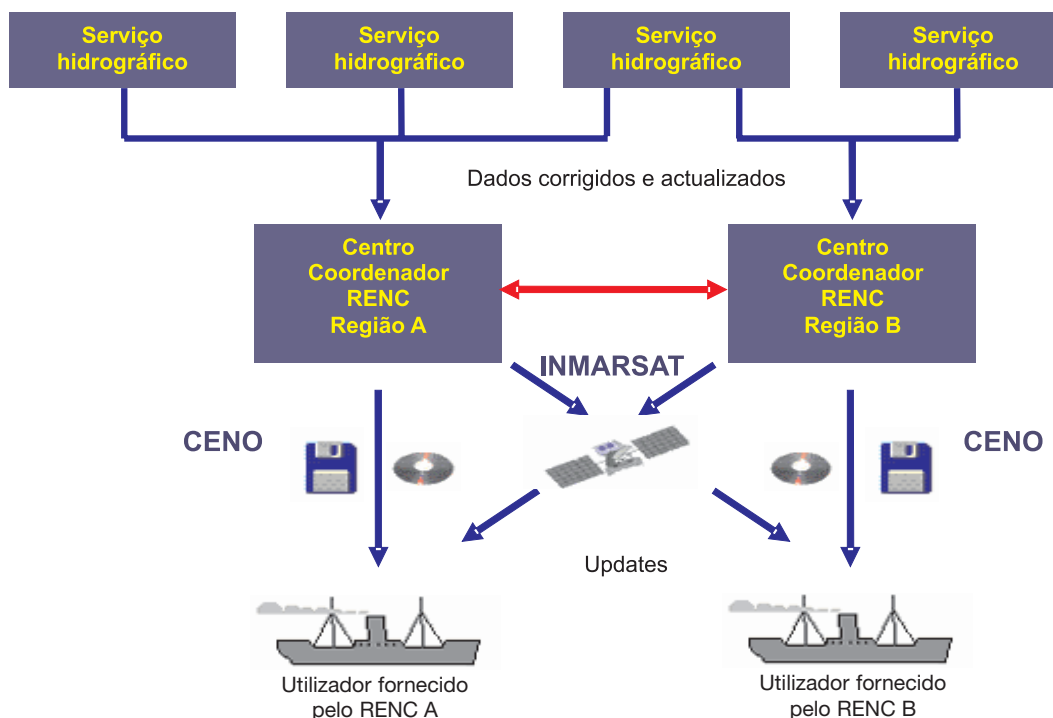 Serviço
hidrográfico
Serviço
hidrográfico
Serviço
hidrográfico
Serviço
hidrográfico
Dados corrigidos e actualizados
Centro
Coordenador
RENC
Região A
Centro
Coordenador
RENC
Região B
INMARSAT
CENO
CENO
Updates
Utilizador fornecido
pelo RENC A
Utilizador fornecido
pelo RENC B